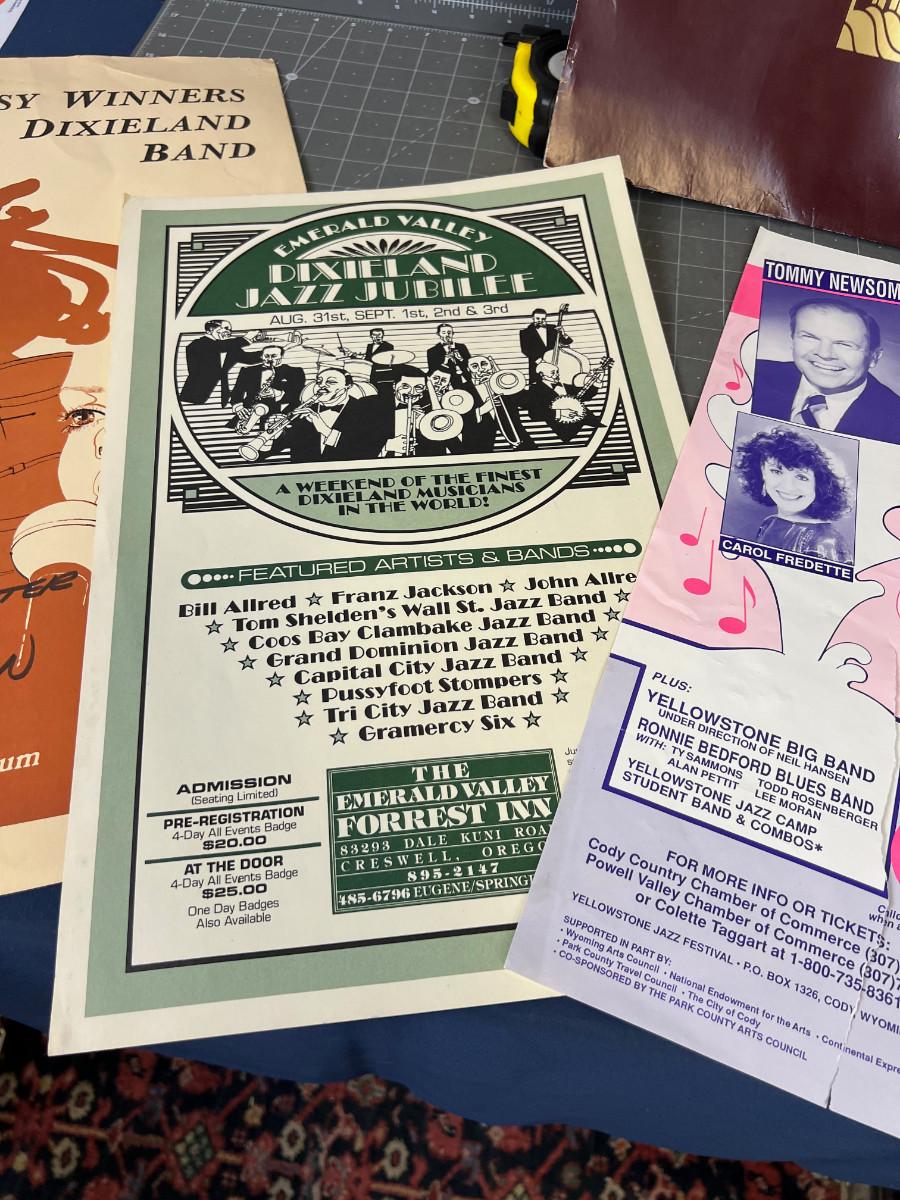 SY WINNERS
DIXIELAND
BAND
um
EMERALD VALLEY
DIXIELAND
JAZZ JUBILEE
AUG. 31st, SEPT. 1st, 2nd & 3rd
A WEEKEND OF THE FINEST
DIXIELAND MUSICIANS
IN THE WORLD!
FEATURED ARTISTS & BANDS
Bill Allred ☆ Franz Jackson ☆ John Allre
☆ Tom Shelden's Wall St. Jazz Band ☆
☆ Coos Bay Clambake Jazz Band ☆
☆ Grand Dominion Jazz Band ☆
☆ Capital City Jazz Band ☆
☆ Pussyfoot Stompers ☆
☆ Tri City Jazz Band ☆
☆ Gramercy Six ☆
ADMISSION
(Seating Limited)
PRE-REGISTRATION
4-Day All Events Badge
$20.00
AT THE DOOR
4-Day All Events Badge
$25.00
One Day Badges
Also Available
THE
EMERALD VALLEY
FORREST INN
83293 DALE KUNI ROA
CRESWELL, OREGO
895-2147
485-6796 EUGENE/SPRINGF
TOMMY NEWSOM
CAROL FREDETTE
PLUS:
YELLOWSTONE BIG BAND
UNDER DIRECTION OF NEIL HANSEN
RONNIE BEDFORD BLUES BAND
WITH: TY SAMMONS TODD ROSENBERGER
ALAN PETTIT LEE MORAN
YELLOWSTONE JAZZ CAMP
STUDENT BAND & COMBOS*
FOR MORE INFO OR TICKETS:
Cody Country Chamber of Commerce (307)
Powell Valley Chamber of Commerce (307)7
or Colette Taggart at 1-800-735-8361
YELLOWSTONE JAZZ FESTIVAL • P.O. BOX 1326, CODY WYOMI
SUPPORTED IN PART BY:
• Wyoming Arts Council • National Endowment for the Arts • Continental Expre
• Park County Travel Council • The City of Cody
• CO-SPONSORED BY THE PARK COUNTY ARTS COUNCIL